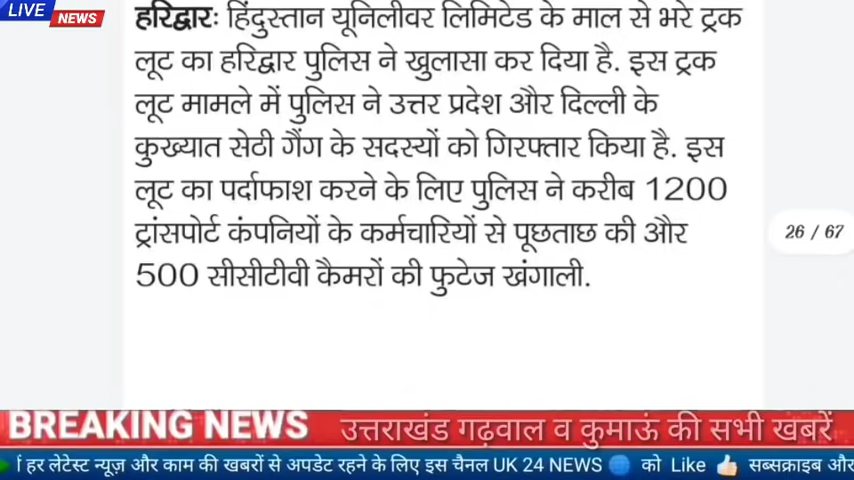 LIVE
NEWS
हरिद्वारः हिंदुस्तान यूनिलीवर लिमिटेड के माल से भरे ट्रक
लूट का हरिद्वार पुलिस ने खुलासा कर दिया है. इस ट्रक
लूट मामले में पुलिस ने उत्तर प्रदेश और दिल्ली के
कुख्यात सेठी गैंग के सदस्यों को गिरफ्तार किया है. इस
लूट का पर्दाफाश करने के लिए पुलिस ने करीब 1200
ट्रांसपोर्ट कंपनियों के कर्मचारियों से पूछताछ की और
500 सीसीटीवी कैमरों की फुटेज खंगाली.
26 / 67
BREAKING NEWS
उत्तराखंड गढ़वाल व कुमाऊं की सभी खबरें
हर लेटेस्ट न्यूज़ और काम की खबरों से अपडेट रहने के लिए इस चैनल UK 24 NEWS 🌐 को Like 👍 सब्सक्राइब और